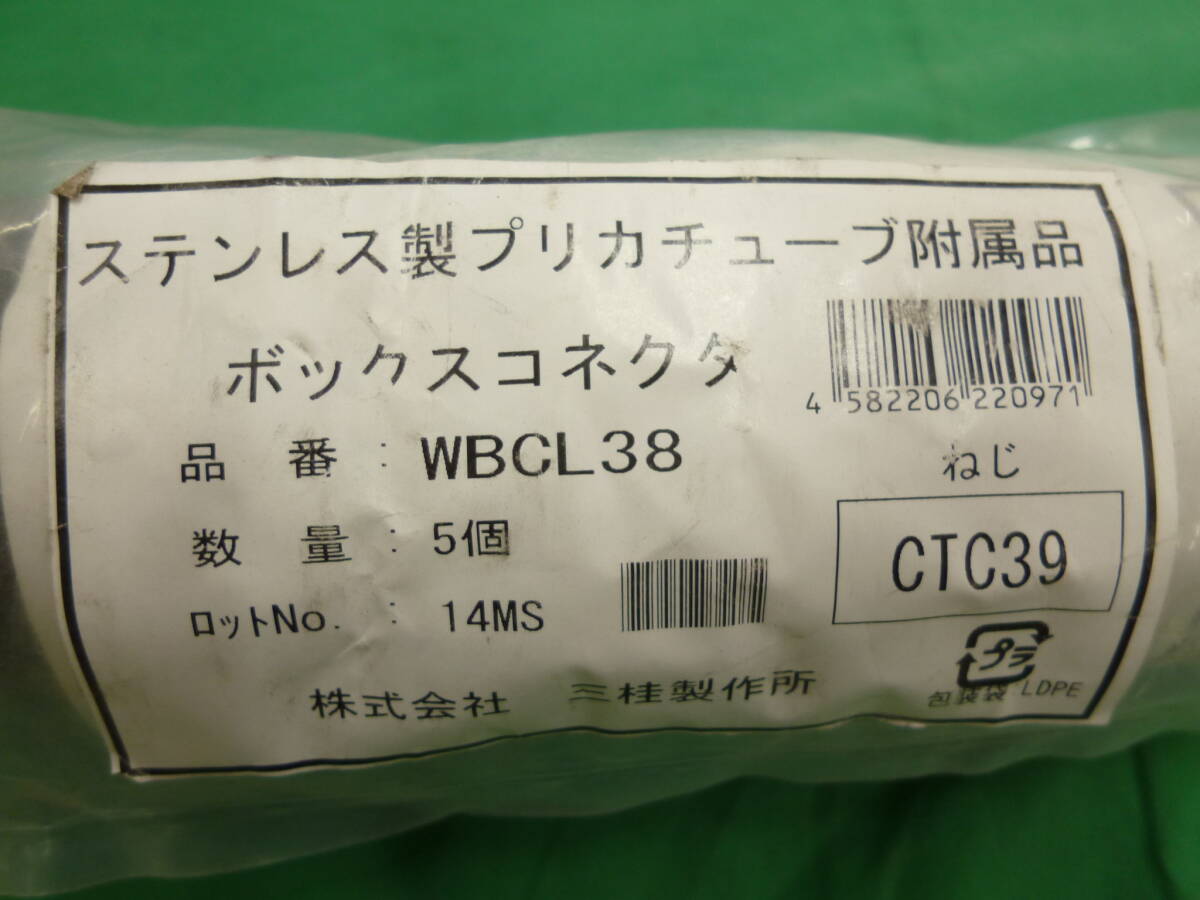 ステンレス製プリカチューブ附属品
ボックスコネクタ
4 582206 220971
品番 : WBCL38
ねじ
数量 : 5個
CTC39
ロットNo. : 14MS
プラ
株式会社 三桂製作所
包装袋:LDPE